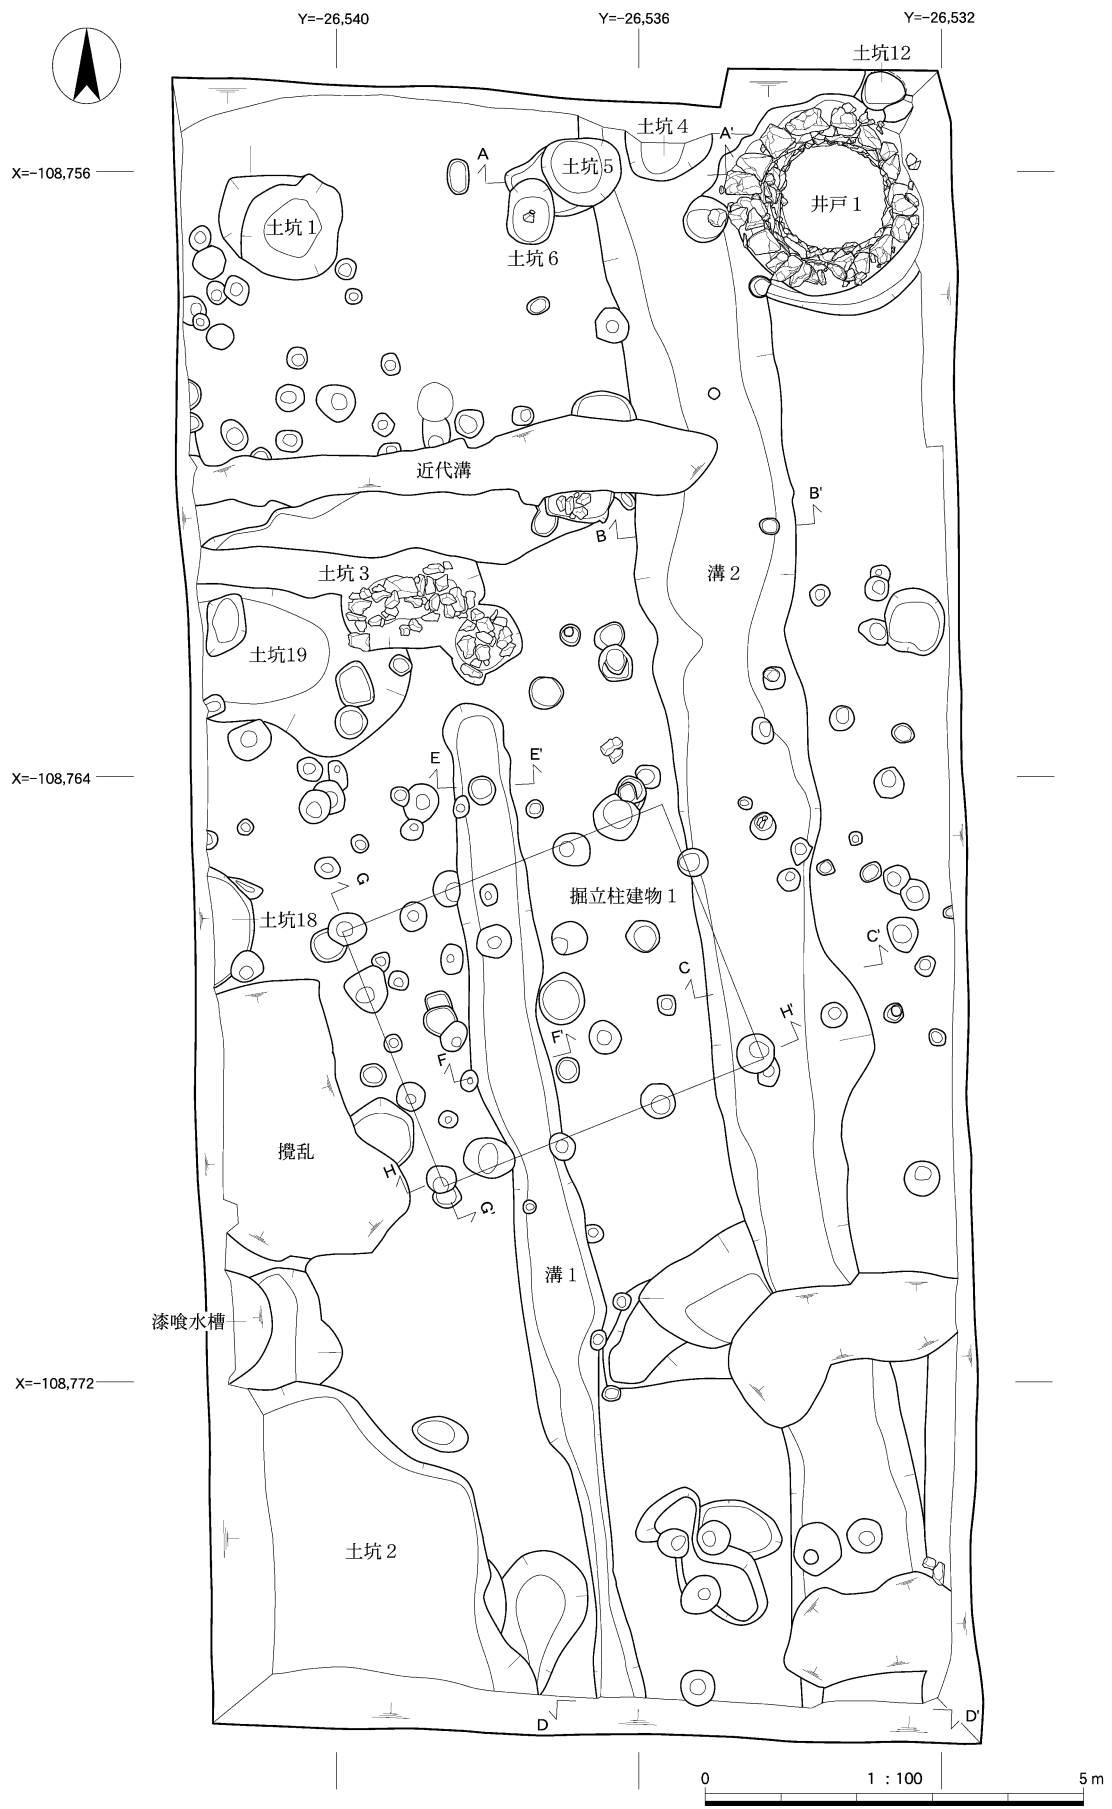 Y=-26,540
Y=-26,536
Y=-26,532
土坑12
土坑4
A'
A
土坑5
X=-108,756
井戸1
土坑1
土坑6
近代溝
B'
B
土坑3
溝2
土坑19
E
E'
X=-108,764
G
掘立柱建物1
土坑18
C'
C
H'
F'
F
攪乱
H
G'
溝1
漆喰水槽
X=-108,772
土坑2
D
D'
0
1：100
5 m